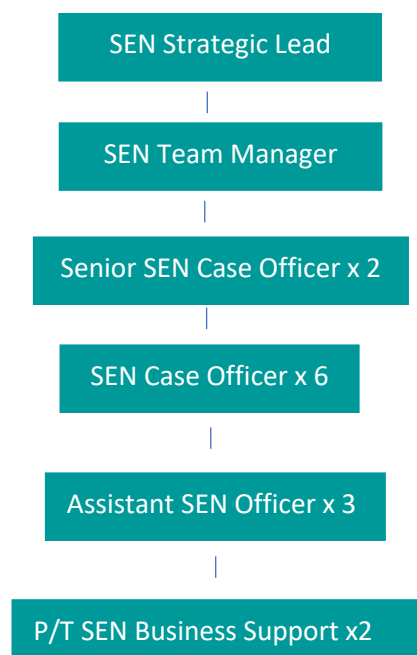 SEN Strategic Lead
SEN Team Manager
Senior SEN Case Officer x 2
SEN Case Officer x 6
Assistant SEN Officer x 3
P/T SEN Business Support x2